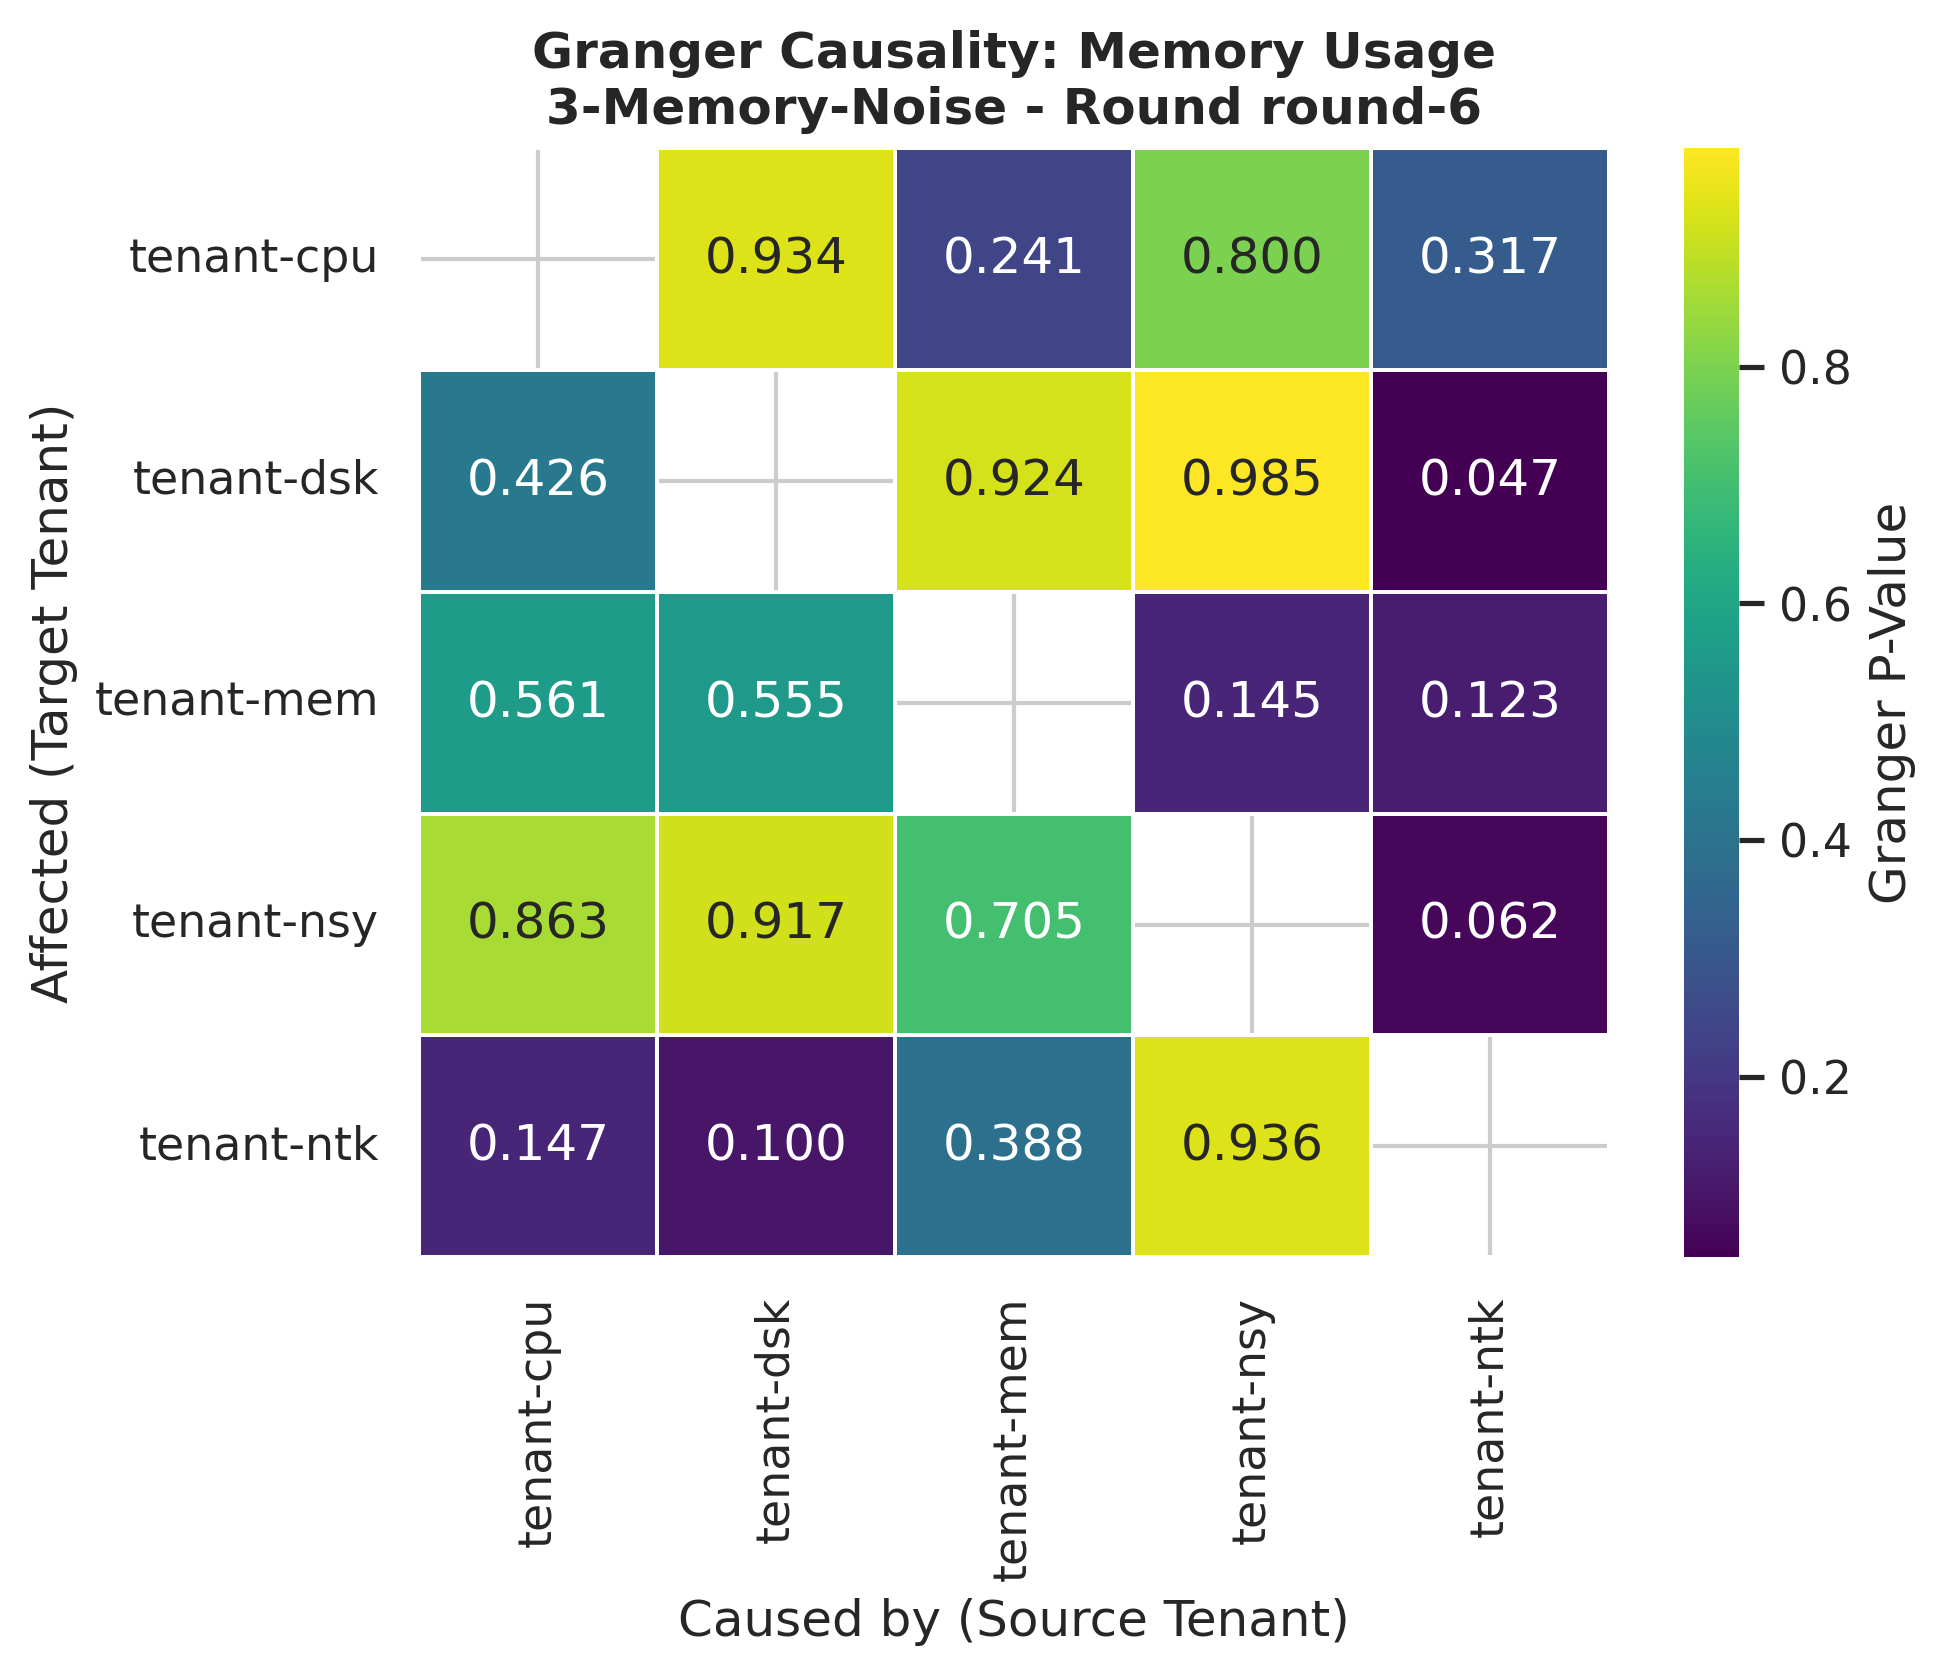 Granger Causality: Memory Usage
3-Memory-Noise - Round round-6
Affected (Target Tenant)
tenant-cpu 0.934 0.241 0.800 0.317
tenant-dsk 0.426 0.924 0.985 0.047
tenant-mem 0.561 0.555 0.145 0.123
tenant-nsy 0.863 0.917 0.705 0.062
tenant-ntk 0.147 0.100 0.388 0.936
tenant-cpu
tenant-dsk
tenant-mem
tenant-nsy
tenant-ntk
Caused by (Source Tenant)
0.8
0.6
0.4
0.2
Granger P-Value